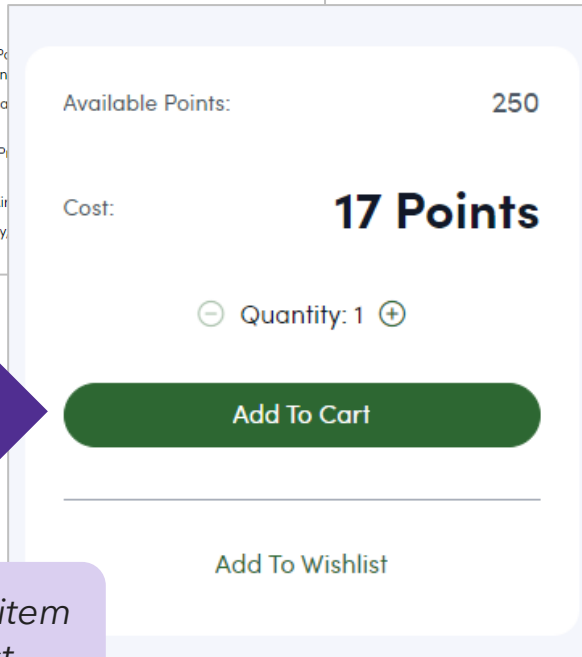 Available Points: 250
Cost: 17 Points
Quantity: 1
Add To Cart
Add To Wishlist
item